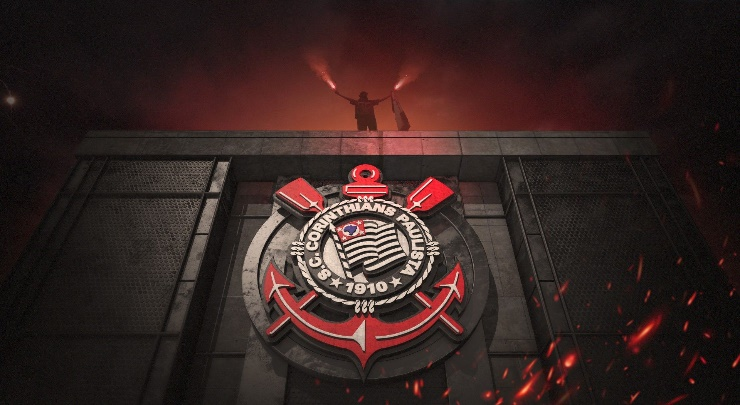 S. C. CORINTHIANS PAULISTA
★ 1910 ★